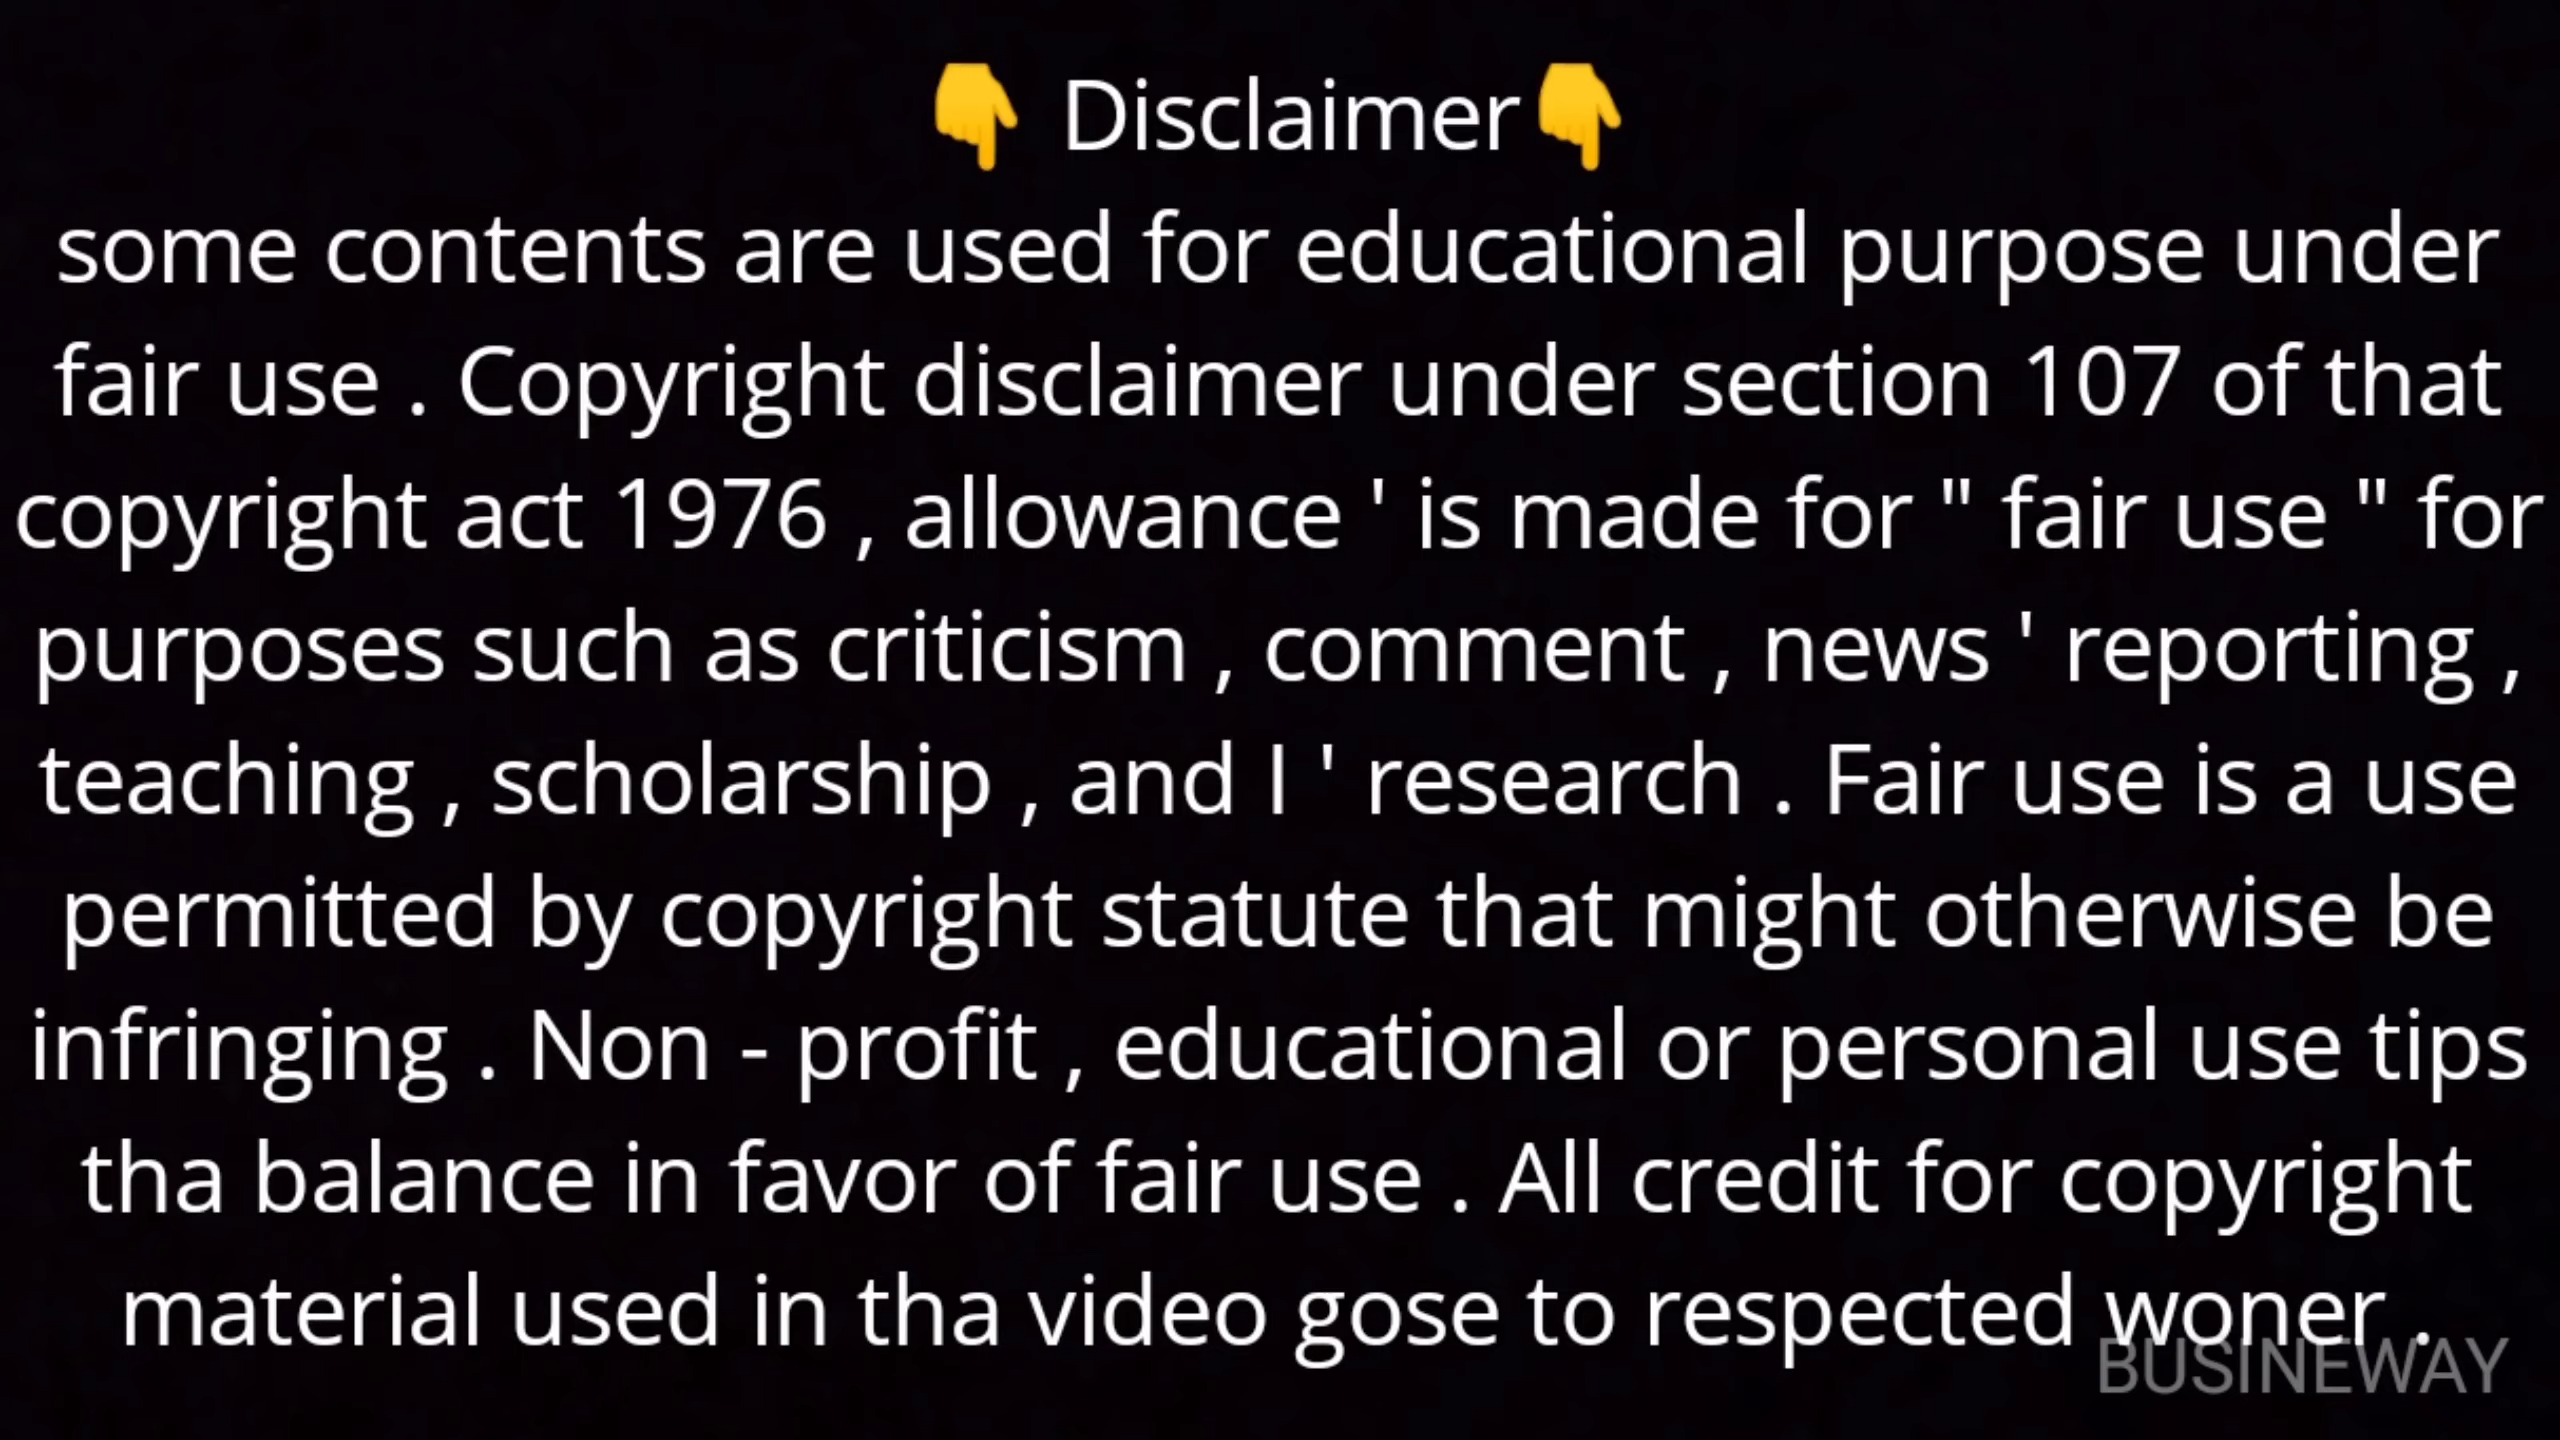 👇 Disclaimer👇
some contents are used for educational purpose under
fair use . Copyright disclaimer under section 107 of that
copyright act 1976 , allowance ' is made for " fair use " for
purposes such as criticism , comment , news ' reporting ,
teaching , scholarship , and I ' research . Fair use is a use
permitted by copyright statute that might otherwise be
infringing . Non - profit , educational or personal use tips
tha balance in favor of fair use . All credit for copyright
material used in tha video gose to respected woner .
BUSINEWAY